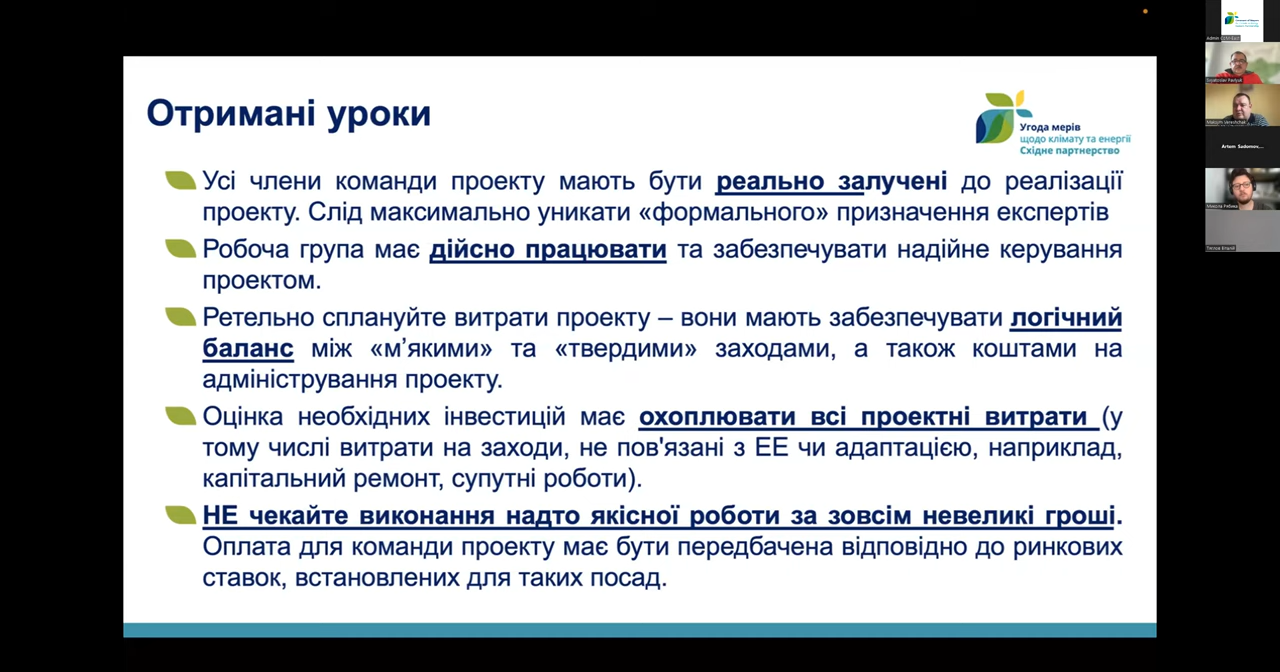 Отримані уроки
Угода мерів
щодо клімату та енергії
Східне партнерство
Усі члени команди проекту мають бути реально залучені до реалізації
проекту. Слід максимально уникати «формального» призначення експертів
Робоча група має дійсно працювати та забезпечувати надійне керування
проектом.
Ретельно сплануйте витрати проекту – вони мають забезпечувати логічний
баланс між «м’якими» та «твердими» заходами, а також коштами на
адміністрування проекту.
Оцінка необхідних інвестицій має охоплювати всі проектні витрати (у
тому числі витрати на заходи, не пов'язані з ЕЕ чи адаптацією, наприклад,
капітальний ремонт, супутні роботи).
НЕ чекайте виконання надто якісної роботи за зовсім невеликі гроші.
Оплата для команди проекту має бути передбачена відповідно до ринкових
ставок, встановлених для таких посад.
Artem Sadomov,...